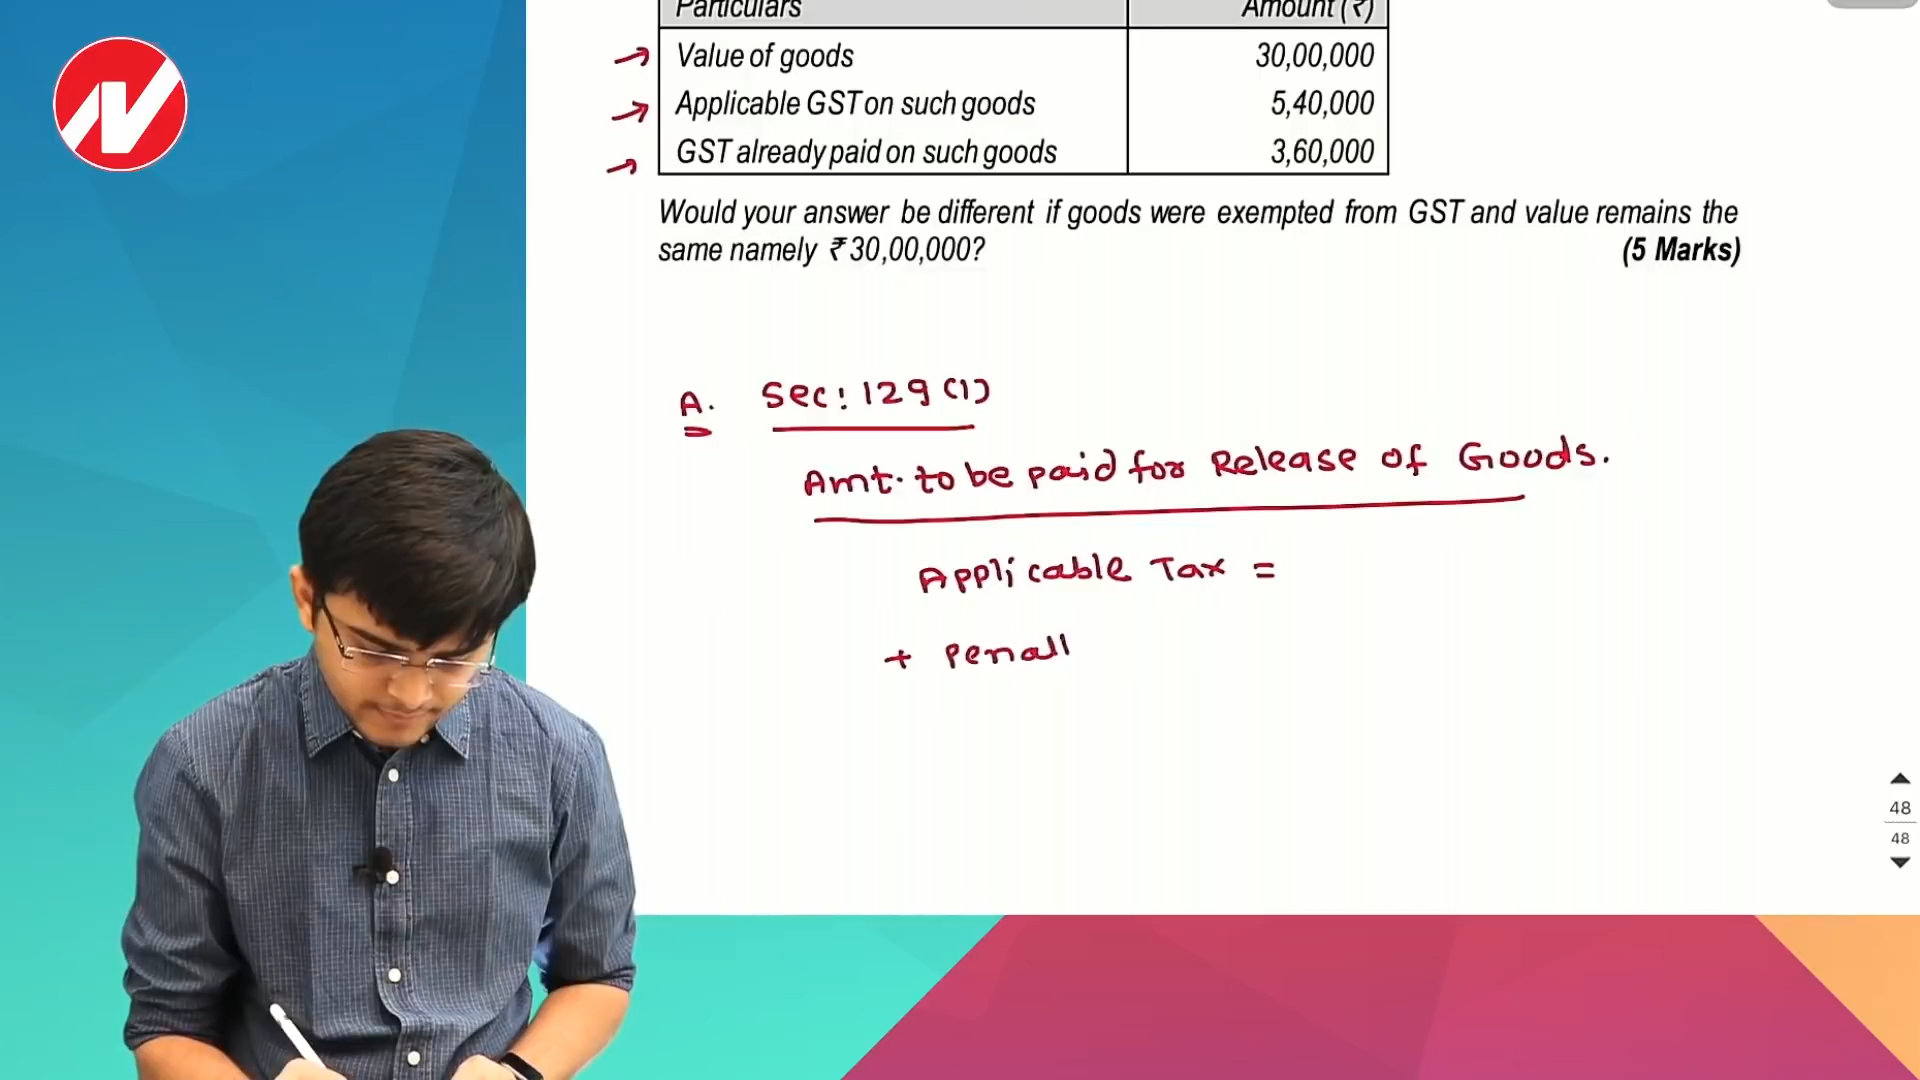 Particulars Amount (₹)
Value of goods 30,00,000
Applicable GST on such goods 5,40,000
GST already paid on such goods 3,60,000
Would your answer be different if goods were exempted from GST and value remains the
same namely ₹ 30,00,000? (5 Marks)
A. Sec: 129 (1)
Amt. to be paid for Release of Goods.
Applicable Tax =
+ Penall
48
48